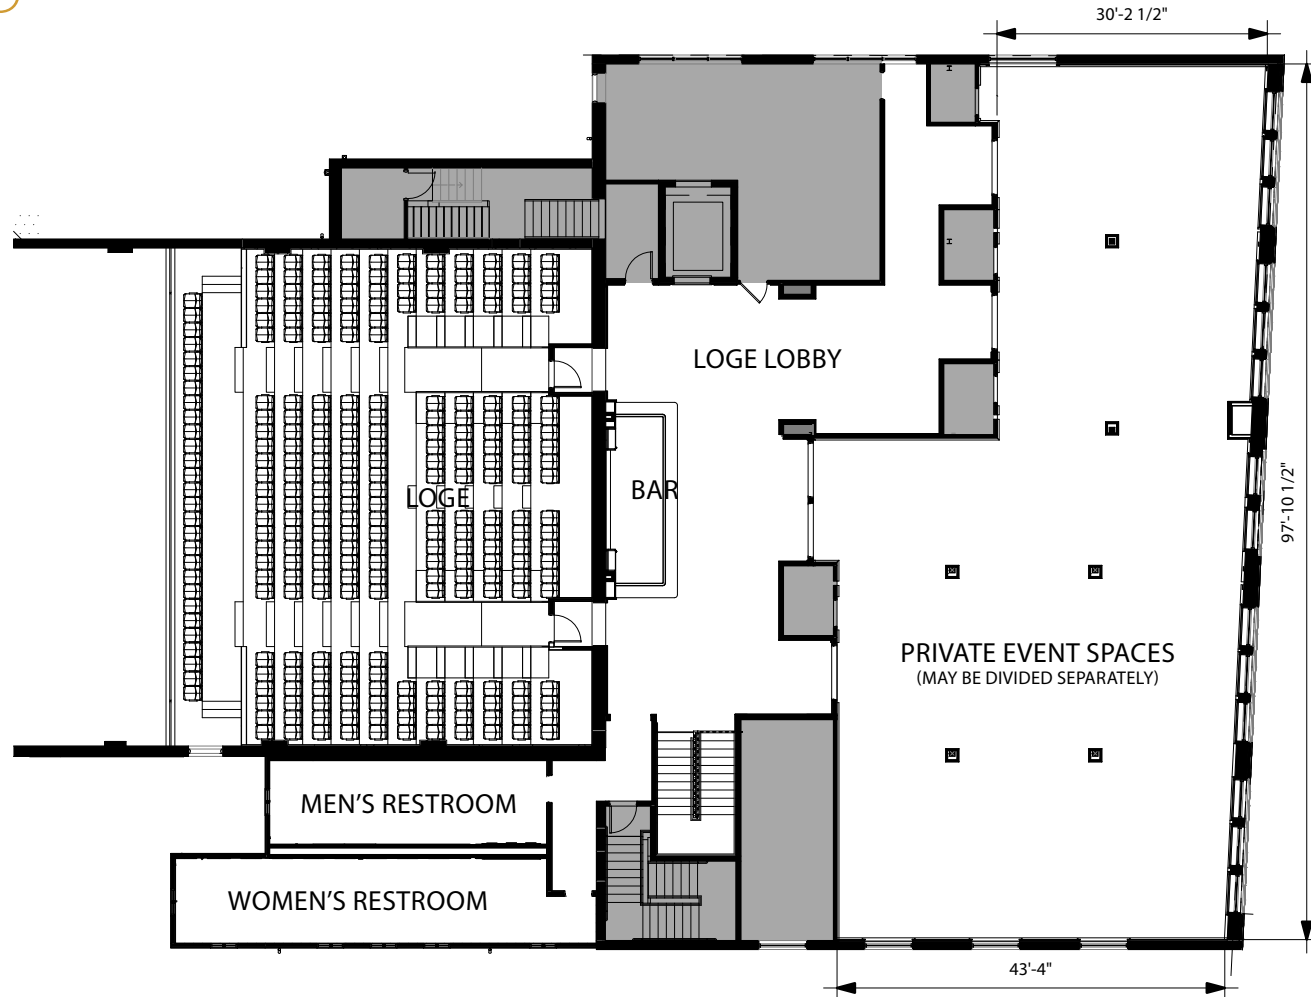 30'-2 1/2"
LOGE LOBBY
LOGE
BAR
97'-10 1/2"
PRIVATE EVENT SPACES
(MAY BE DIVIDED SEPARATELY)
MEN'S RESTROOM
WOMEN'S RESTROOM
43'-4"